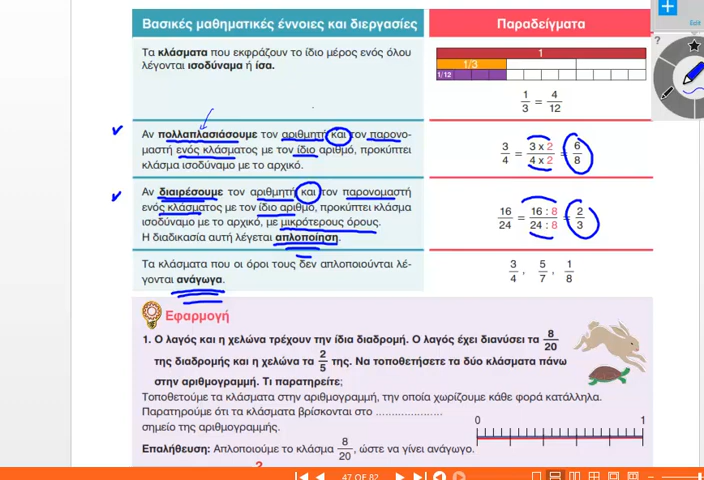 Βασικές μαθηματικές έννοιες και διεργασίες
Παραδείγματα
Τα κλάσματα που εκφράζουν το ίδιο μέρος ενός όλου
λέγονται ισοδύναμα ή ίσα.
1
1/3
1/12
1/3 = 4/12
Αν πολλαπλασιάσουμε τον αριθμητή και τον παρονο-
μαστή ενός κλάσματος με τον ίδιο αριθμό, προκύπτει
κλάσμα ισοδύναμο με το αρχικό.
3/4 = 3 x 2/4 x 2 = 6/8
Αν διαιρέσουμε τον αριθμητή και τον παρονομαστή
ενός κλάσματος με τον ίδιο αριθμό, προκύπτει κλάσμα
ισοδύναμο με το αρχικό, με μικρότερους όρους.
Η διαδικασία αυτή λέγεται απλοποίηση.
16/24 = 16 : 8/24 : 8 = 2/3
Τα κλάσματα που οι όροι τους δεν απλοποιούνται λέ-
γονται ανάγωγα.
3/4 , 5/7 , 1/8
Εφαρμογή
1. Ο λαγός και η χελώνα τρέχουν την ίδια διαδρομή. Ο λαγός έχει διανύσει τα 8/20
της διαδρομής και η χελώνα τα 2/5 της. Να τοποθετήσετε τα δύο κλάσματα πάνω
στην αριθμογραμμή. Τι παρατηρείτε;
Τοποθετούμε τα κλάσματα στην αριθμογραμμή, την οποία χωρίζουμε κάθε φορά κατάλληλα.
Παρατηρούμε ότι τα κλάσματα βρίσκονται στο .....................
σημείο της αριθμογραμμής.
0 1
Επαλήθευση: Απλοποιούμε το κλάσμα 8/20, ώστε να γίνει ανάγωγο.
Edit
?
47 OF 82